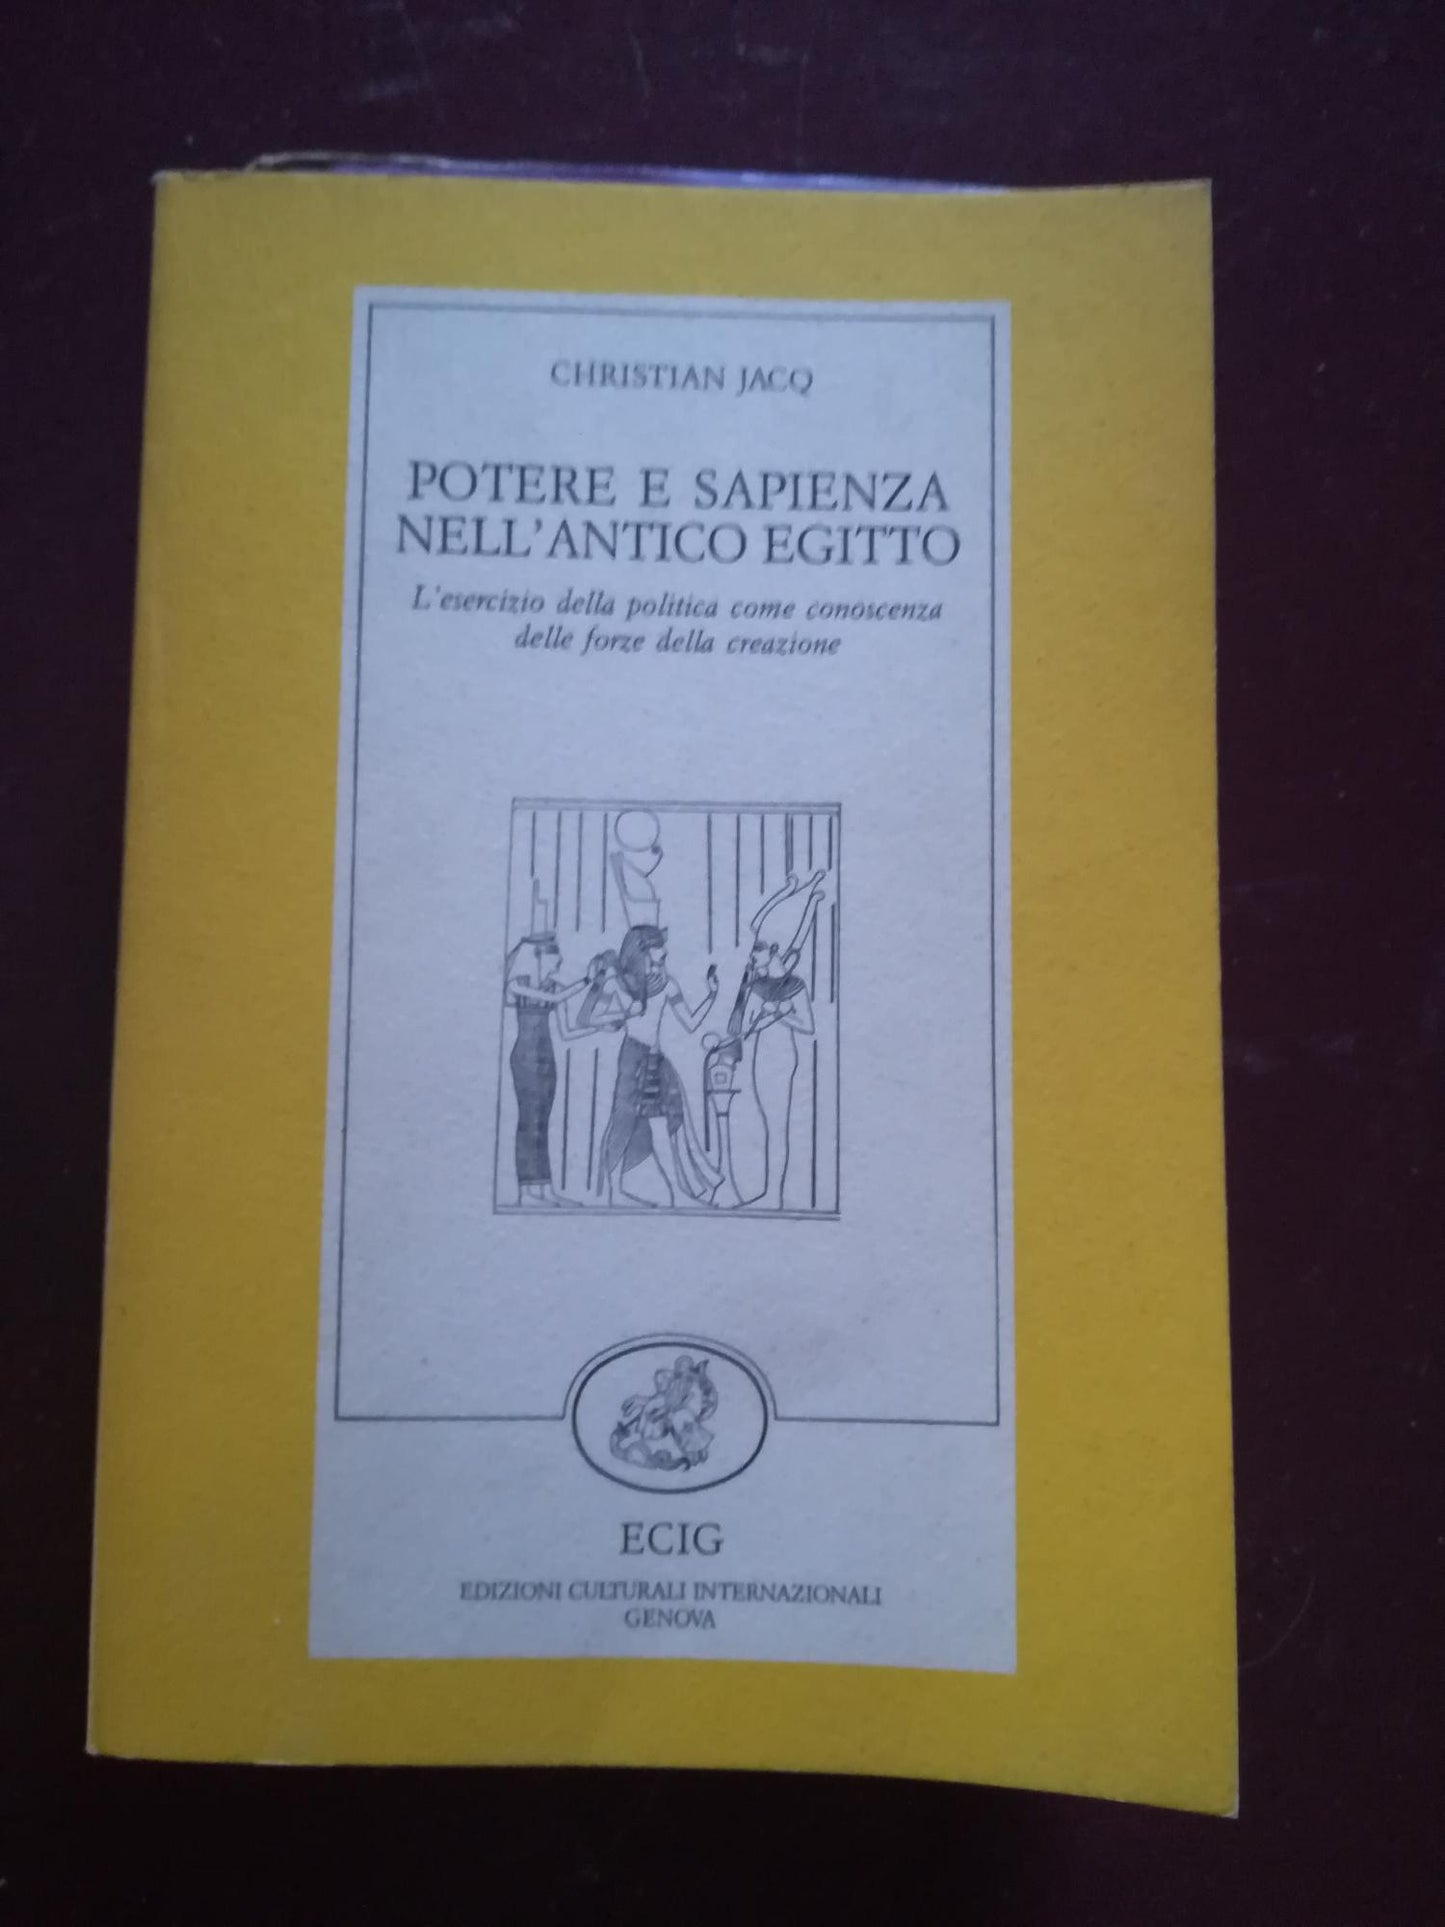 CHRISTIAN JACQ
POTERE E SAPIENZA
NELL'ANTICO EGITTO
L'esercizio della politica come conoscenza
delle forze della creazione
ECIG
EDIZIONI CULTURALI INTERNAZIONALI
GENOVA